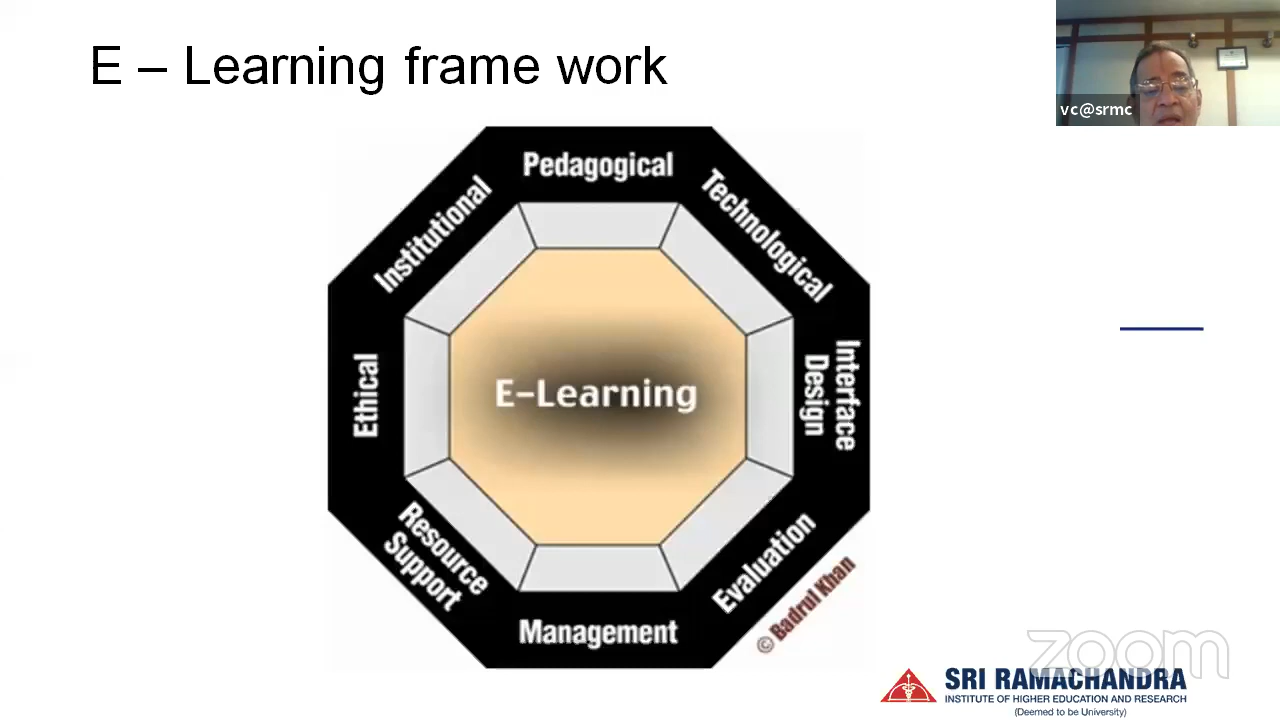 E – Learning frame work
vc@srmc
Pedagogical
Technological
Interface
Design
Evaluation
Management
Resource
Support
Ethical
Institutional
E-Learning
© Badrul Khan
zoom
SRI RAMACHANDRA
INSTITUTE OF HIGHER EDUCATION AND RESEARCH
(Deemed to be University)